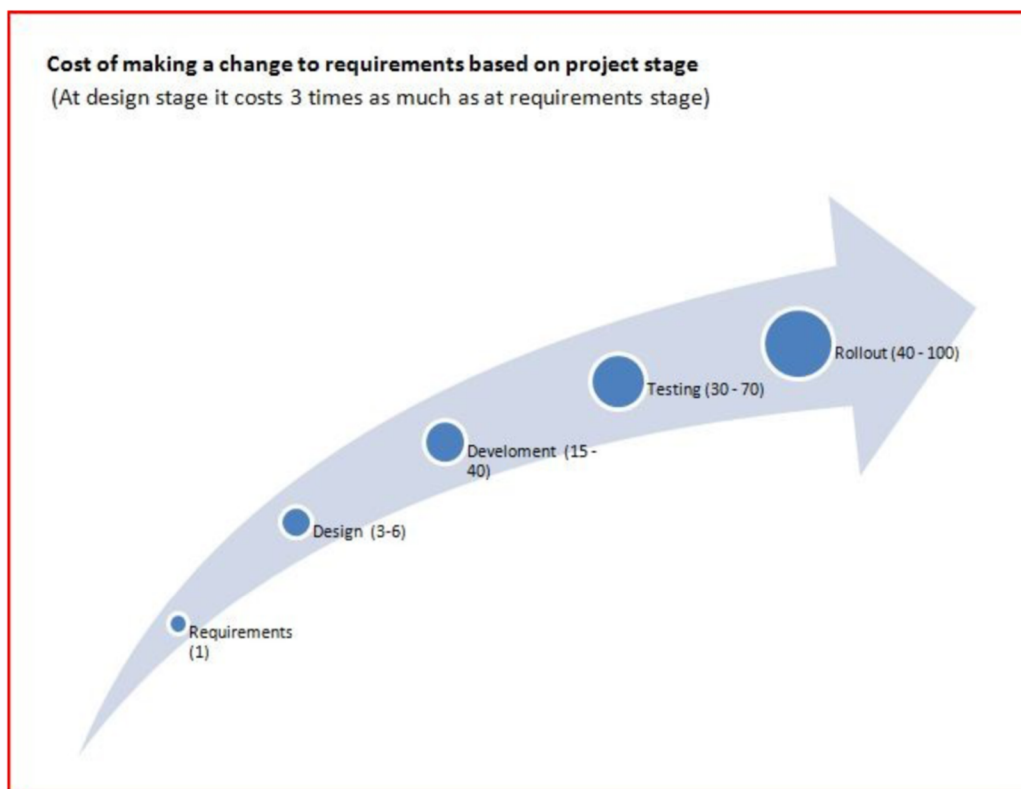 Cost of making a change to requirements based on project stage
(At design stage it costs 3 times as much as at requirements stage)
Rollout (40 - 100)
Testing (30 - 70)
Develoment (15 -
40)
Design (3-6)
Requirements
(1)